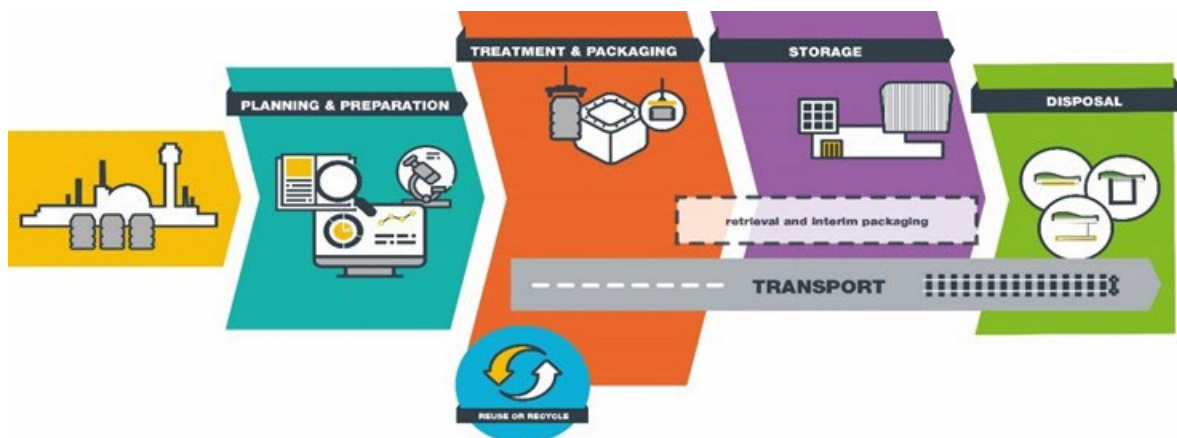 PLANNING & PREPARATION
TREATMENT & PACKAGING
STORAGE
DISPOSAL
retrieval and Interim packaging
TRANSPORT
REUSE OR RECYCLE